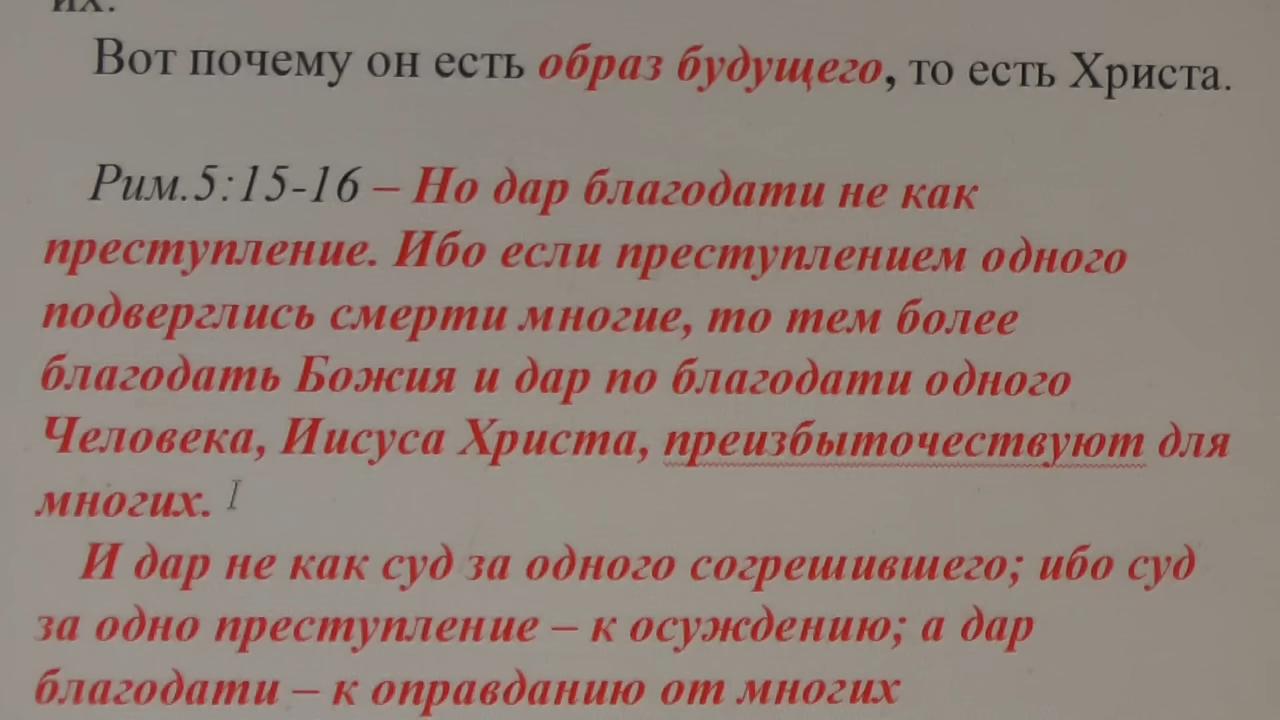 их.
Вот почему он есть образ будущего, то есть Христа.
Рим.5:15-16 – Но дар благодати не как
преступление. Ибо если преступлением одного
подверглись смерти многие, то тем более
благодать Божия и дар по благодати одного
Человека, Иисуса Христа, преизбыточествуют для
многих.
И дар не как суд за одного согрешившего; ибо суд
за одно преступление – к осуждению; а дар
благодати – к оправданию от многих